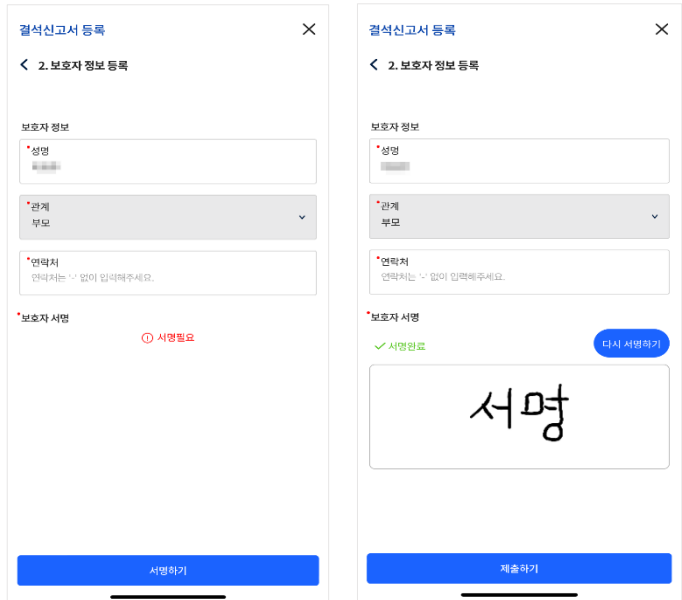 결석신고서 등록
2. 보호자 정보 등록
보호자 정보
*성명
*관계
부모
*연락처
연락처는 '-' 없이 입력해주세요.
*보호자 서명
서명필요
서명하기
결석신고서 등록
2. 보호자 정보 등록
보호자 정보
*성명
*관계
부모
*연락처
연락처는 '-' 없이 입력해주세요.
*보호자 서명
서명완료
다시 서명하기
서명
제출하기